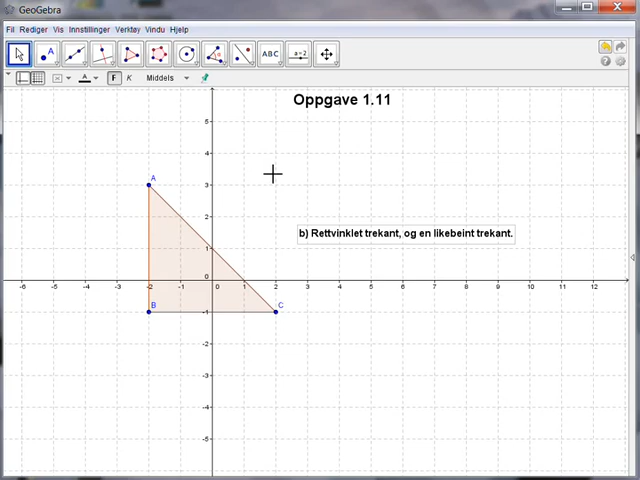 GeoGebra
Fil Rediger Vis Innstillinger Verktøy Vindu Hjelp
A ABC a=2
A F K Middels
Oppgave 1.11
5
4
3
2
1
0
-6 -5 -4 -3 -2 -1 0 1 2 3 4 5 6 7 8 9 10 11 12
-1
-2
-3
-4
-5
A
B
C
b) Rettvinklet trekant, og en likebeint trekant.